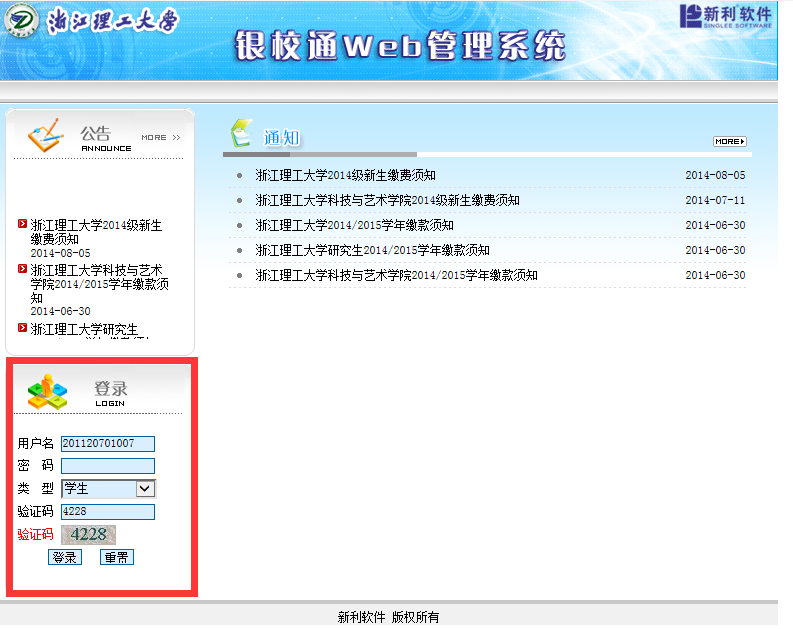 浙江理工大学
银校通Web管理系统
新利软件
SINGLEE SOFTWARE
公告
ANNOUNCE
MORE >>
浙江理工大学2014级新生
缴费须知
2014-08-05
浙江理工大学科技与艺术
学院2014/2015学年缴款须
知
2014-06-30
浙江理工大学研究生
通知
MORE
浙江理工大学2014级新生缴费须知 2014-08-05
浙江理工大学科技与艺术学院2014级新生缴费须知 2014-07-11
浙江理工大学2014/2015学年缴款须知 2014-06-30
浙江理工大学研究生2014/2015学年缴款须知 2014-06-30
浙江理工大学科技与艺术学院2014/2015学年缴款须知 2014-06-30
登录
LOGIN
用户名 201120701007
密 码
类 型 学生
验证码 4228
验证码 4228
登录 重置
新利软件 版权所有